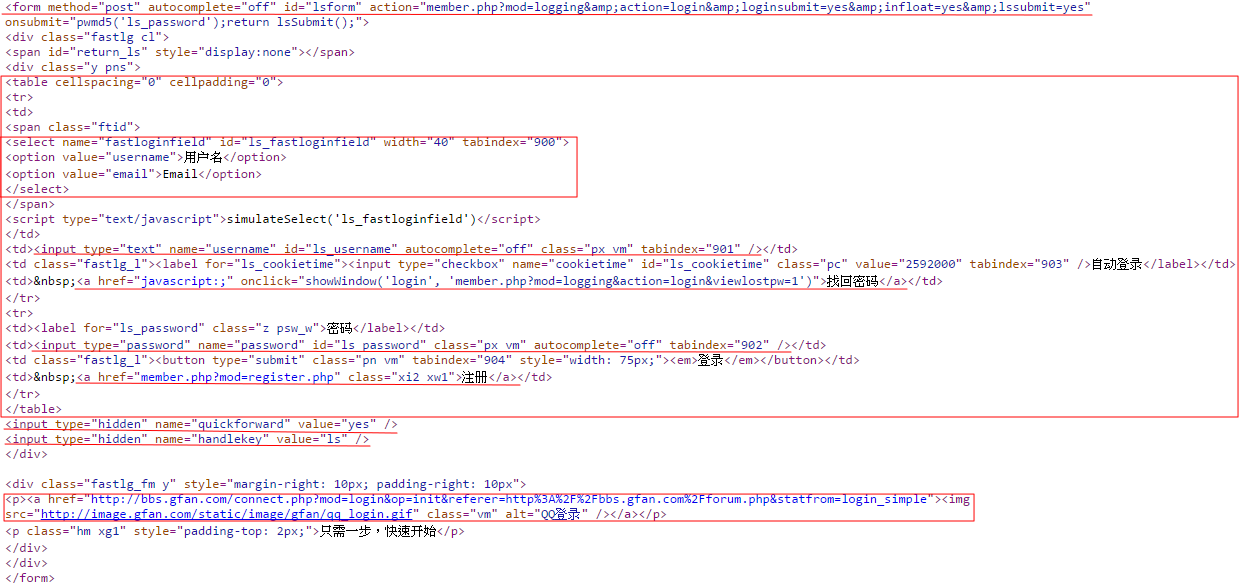 <form method="post" autocomplete="off" id="lsform" action="member.php?mod=logging&amp;action=login&amp;loginsubmit=yes&amp;infloat=yes&amp;lssubmit=yes"
onsubmit="pwmd5('ls_password');return lsSubmit();">
<div class="fastlg cl">
<span id="return_ls" style="display:none"></span>
<div class="y pns">
<table cellspacing="0" cellpadding="0">
<tr>
<td>
<span class="ftid">
<select name="fastloginfield" id="ls_fastloginfield" width="40" tabindex="900">
<option value="username">用户名</option>
<option value="email">Email</option>
</select>
</span>
<script type="text/javascript">simulateSelect('ls_fastloginfield')</script>
</td>
<td><input type="text" name="username" id="ls_username" autocomplete="off" class="px vm" tabindex="901" /></td>
<td class="fastlg_l"><label for="ls_cookietime"><input type="checkbox" name="cookietime" id="ls_cookietime" class="pc" value="2592000" tabindex="903" />自动登录</label></td>
<td>&nbsp;<a href="javascript:;" onclick="showWindow('login', 'member.php?mod=logging&action=login&viewlostpw=1')">找回密码</a></td>
</tr>
<tr>
<td><label for="ls_password" class="z psw_w">密码</label></td>
<td><input type="password" name="password" id="ls_password" class="px vm" autocomplete="off" tabindex="902" /></td>
<td class="fastlg_l"><button type="submit" class="pn vm" tabindex="904" style="width: 75px;"><em>登录</em></button></td>
<td>&nbsp;<a href="member.php?mod=register.php" class="xi2 xw1">注册</a></td>
</tr>
</table>
<input type="hidden" name="quickforward" value="yes" />
<input type="hidden" name="handlekey" value="ls" />
</div>
<div class="fastlg_fm y" style="margin-right: 10px; padding-right: 10px">
<p><a href="http://bbs.gfan.com/connect.php?mod=login&op=init&referer=http%3A%2F%2Fbbs.gfan.com%2Fforum.php&statfrom=login_simple"><img
src="http://image.gfan.com/static/image/gfan/qq_login.gif" class="vm" alt="QQ登录" /></a></p>
<p class="hm xg1" style="padding-top: 2px;">只需一步，快速开始</p>
</div>
</div>
</form>